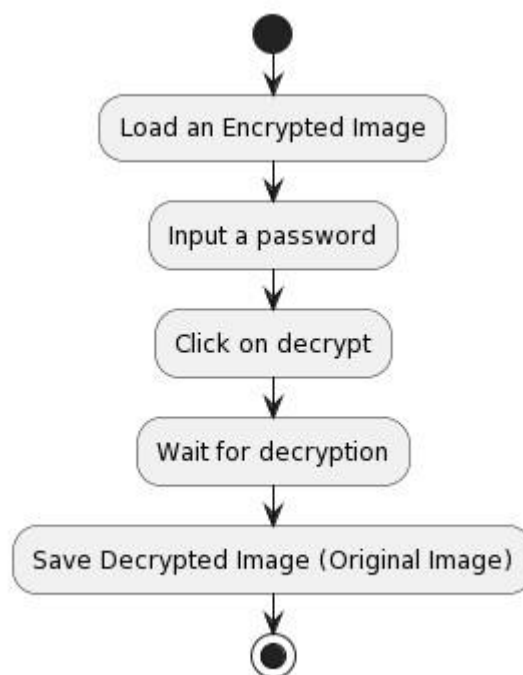 Load an Encrypted Image
Input a password
Click on decrypt
Wait for decryption
Save Decrypted Image (Original Image)